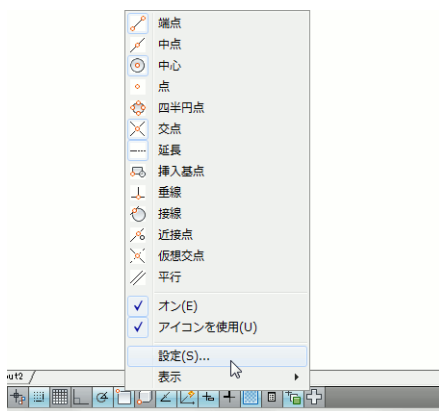 端点
中点
中心
点
四半円点
交点
延長
挿入基点
垂線
接線
近接点
仮想交点
平行
オン(E)
アイコンを使用(U)
設定(S)...
表示
out2